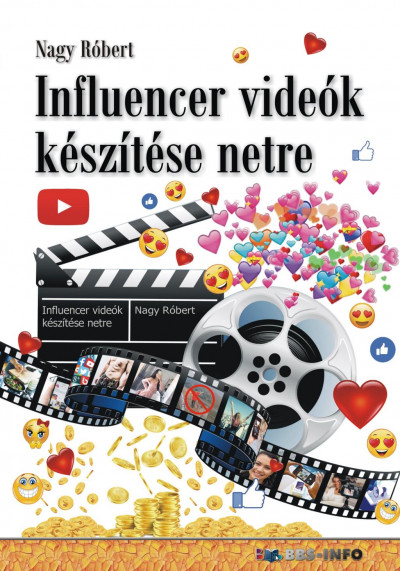 Nagy Róbert
Influencer videók
készítése netre
Influencer videók Nagy Róbert
készítése netre
BBS-INFO